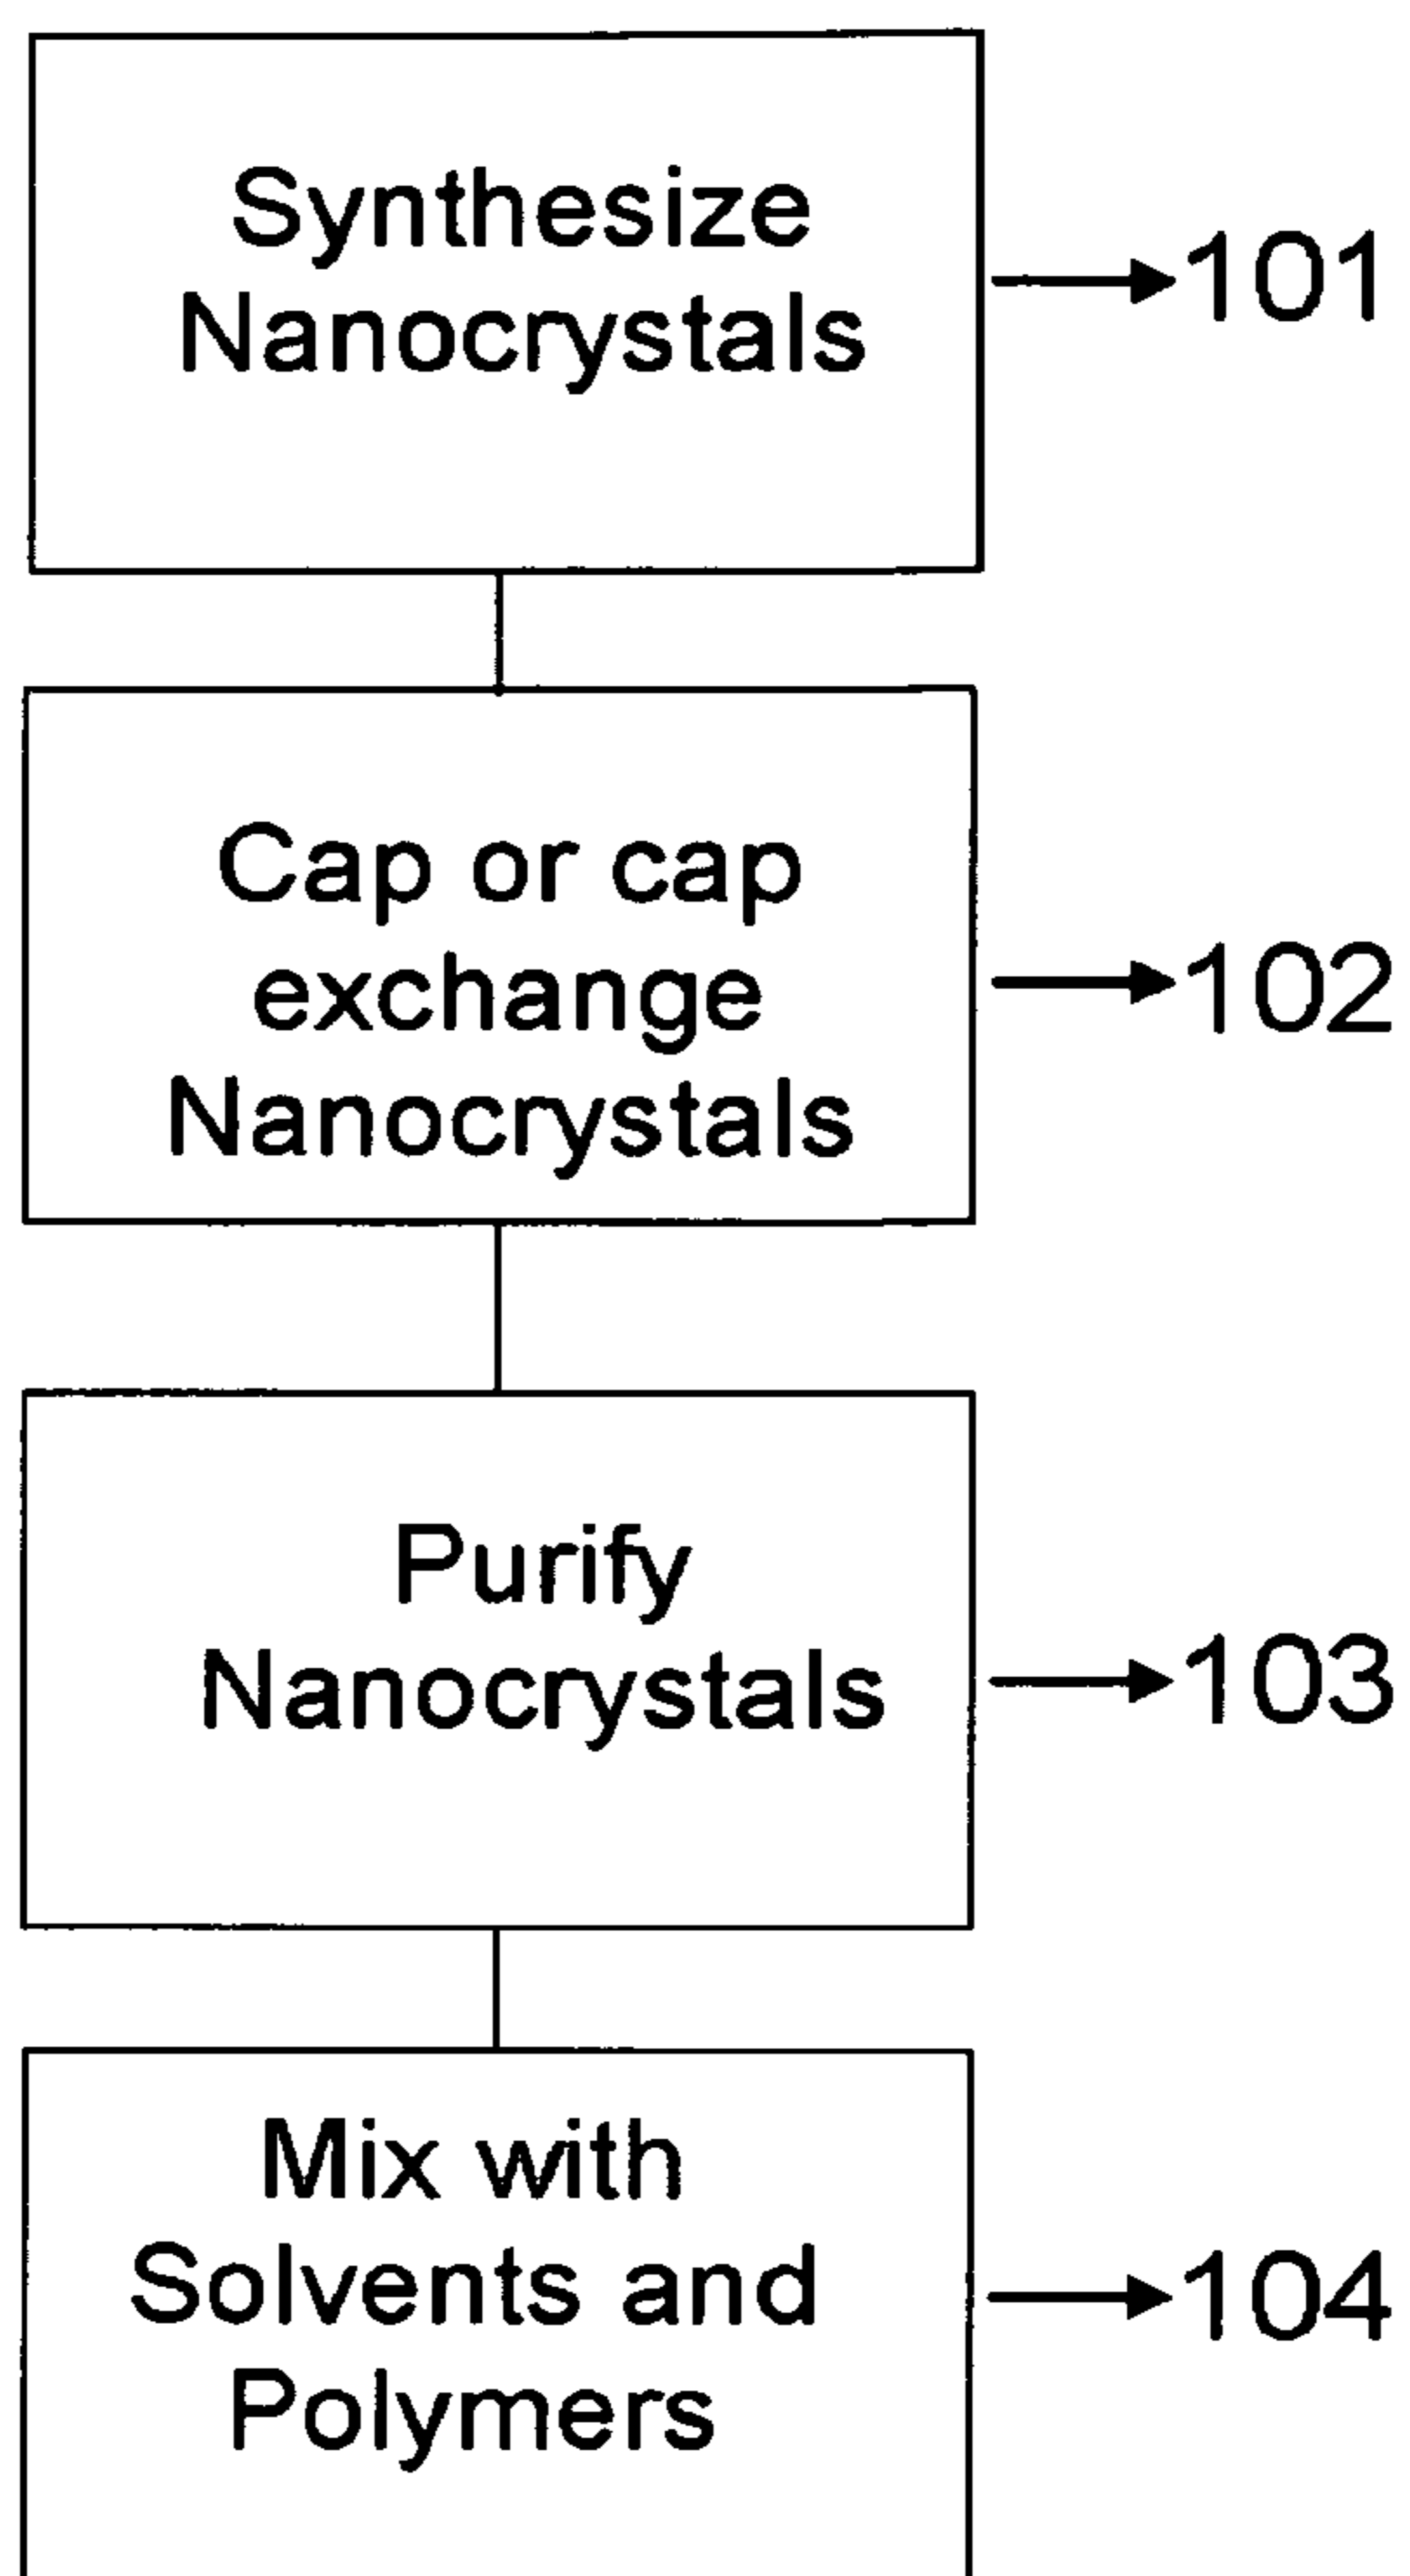 Synthesize
Nanocrystals
101
Cap or cap
exchange
Nanocrystals
102
Purify
Nanocrystals
103
Mix with
Solvents and
Polymers
104